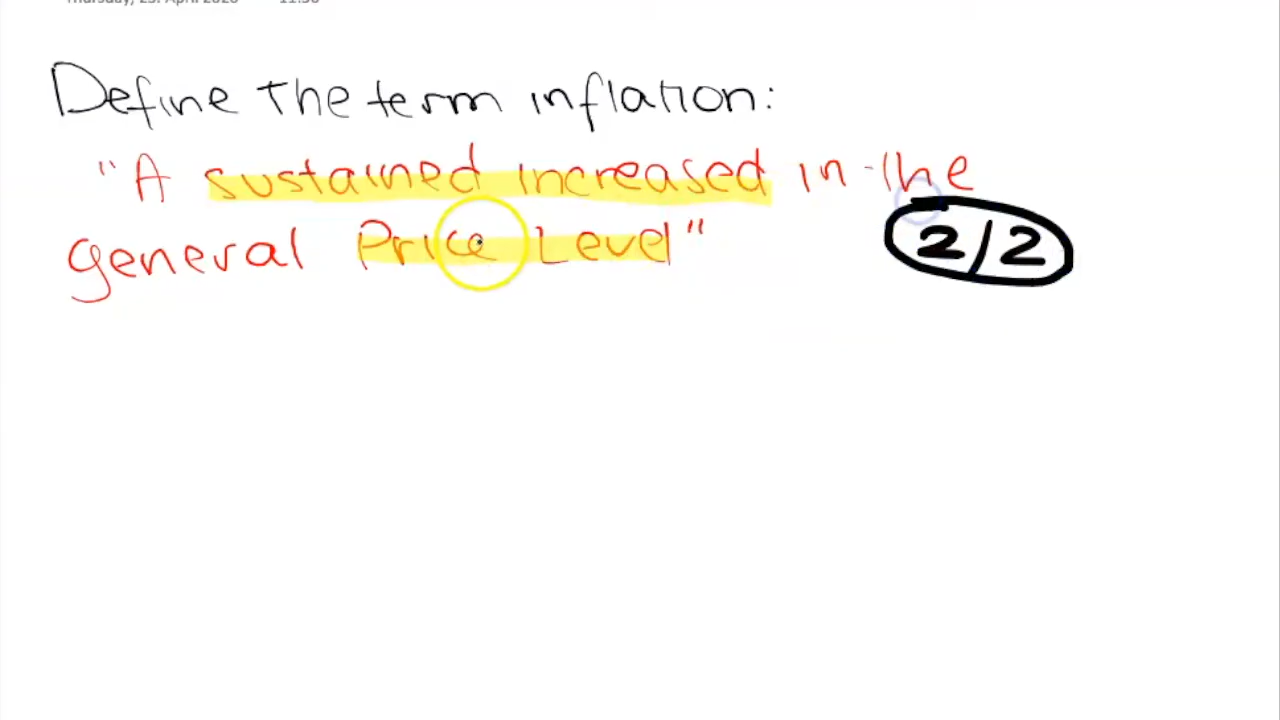 Define the term inflation:
"A sustained increased in the
general Price Level"
2/2